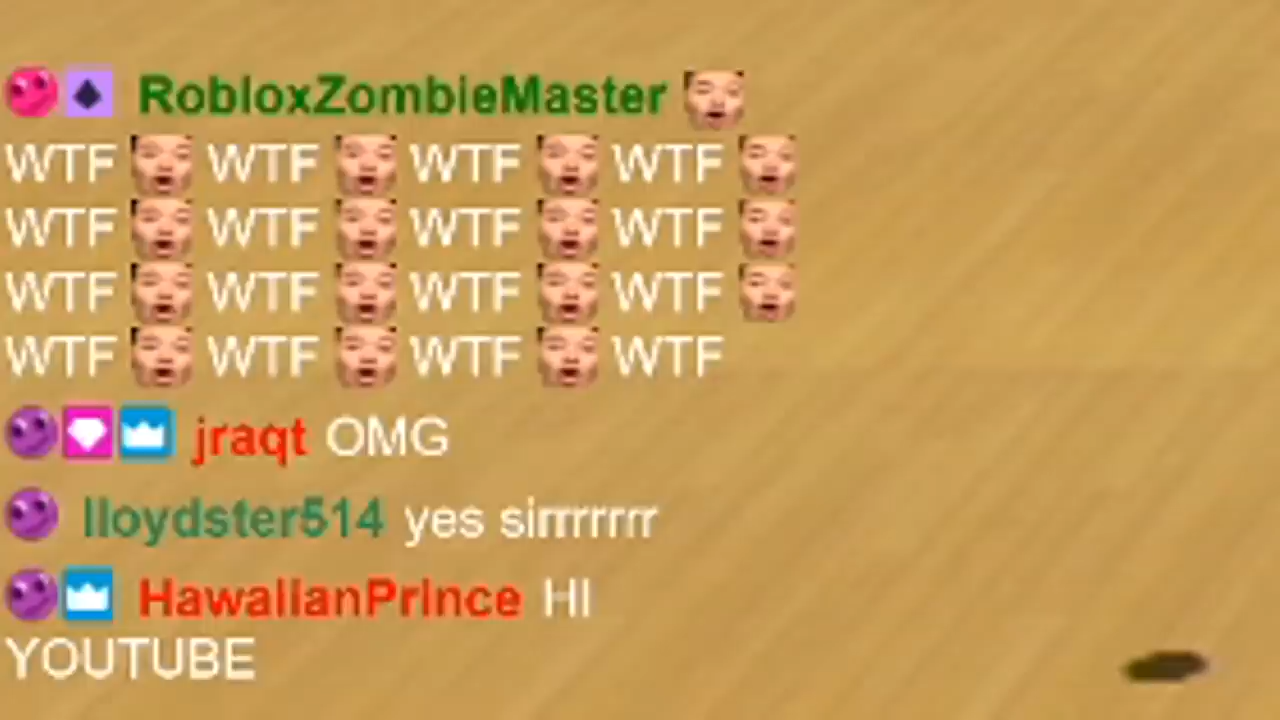 RobloxZombieMaster
WTF WTF WTF WTF
WTF WTF WTF WTF
WTF WTF WTF WTF
WTF WTF WTF WTF
jraqt OMG
lloydster514 yes sirrrrrrr
HawaiianPrince HI
YOUTUBE